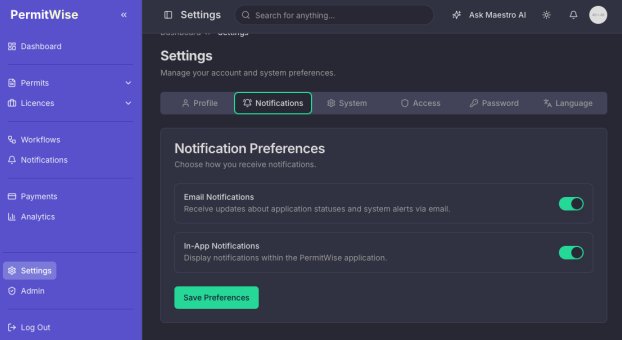 PermitWise
«
Settings
Search for anything...
Ask Maestro AI
Dashboard
Permits
Licences
Workflows
Notifications
Payments
Analytics
Settings
Admin
Log Out
Dashboard Settings
Settings
Manage your account and system preferences.
Profile Notifications System Access Password Language
Notification Preferences
Choose how you receive notifications.
Email Notifications
Receive updates about application statuses and system alerts via email.
In-App Notifications
Display notifications within the PermitWise application.
Save Preferences